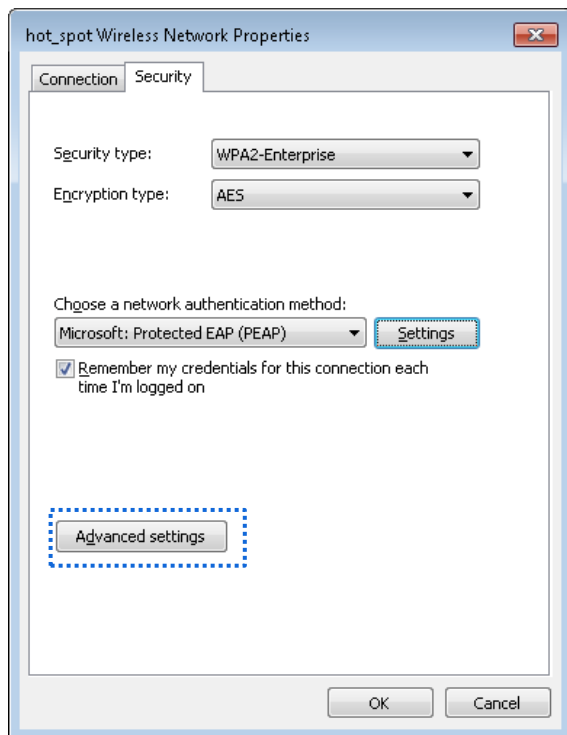 hot_spot Wireless Network Properties
Connection
Security
Security type:
WPA2-Enterprise
Encryption type:
AES
Choose a network authentication method:
Microsoft: Protected EAP (PEAP)
Settings
Remember my credentials for this connection each
time I'm logged on
Advanced settings
OK
Cancel